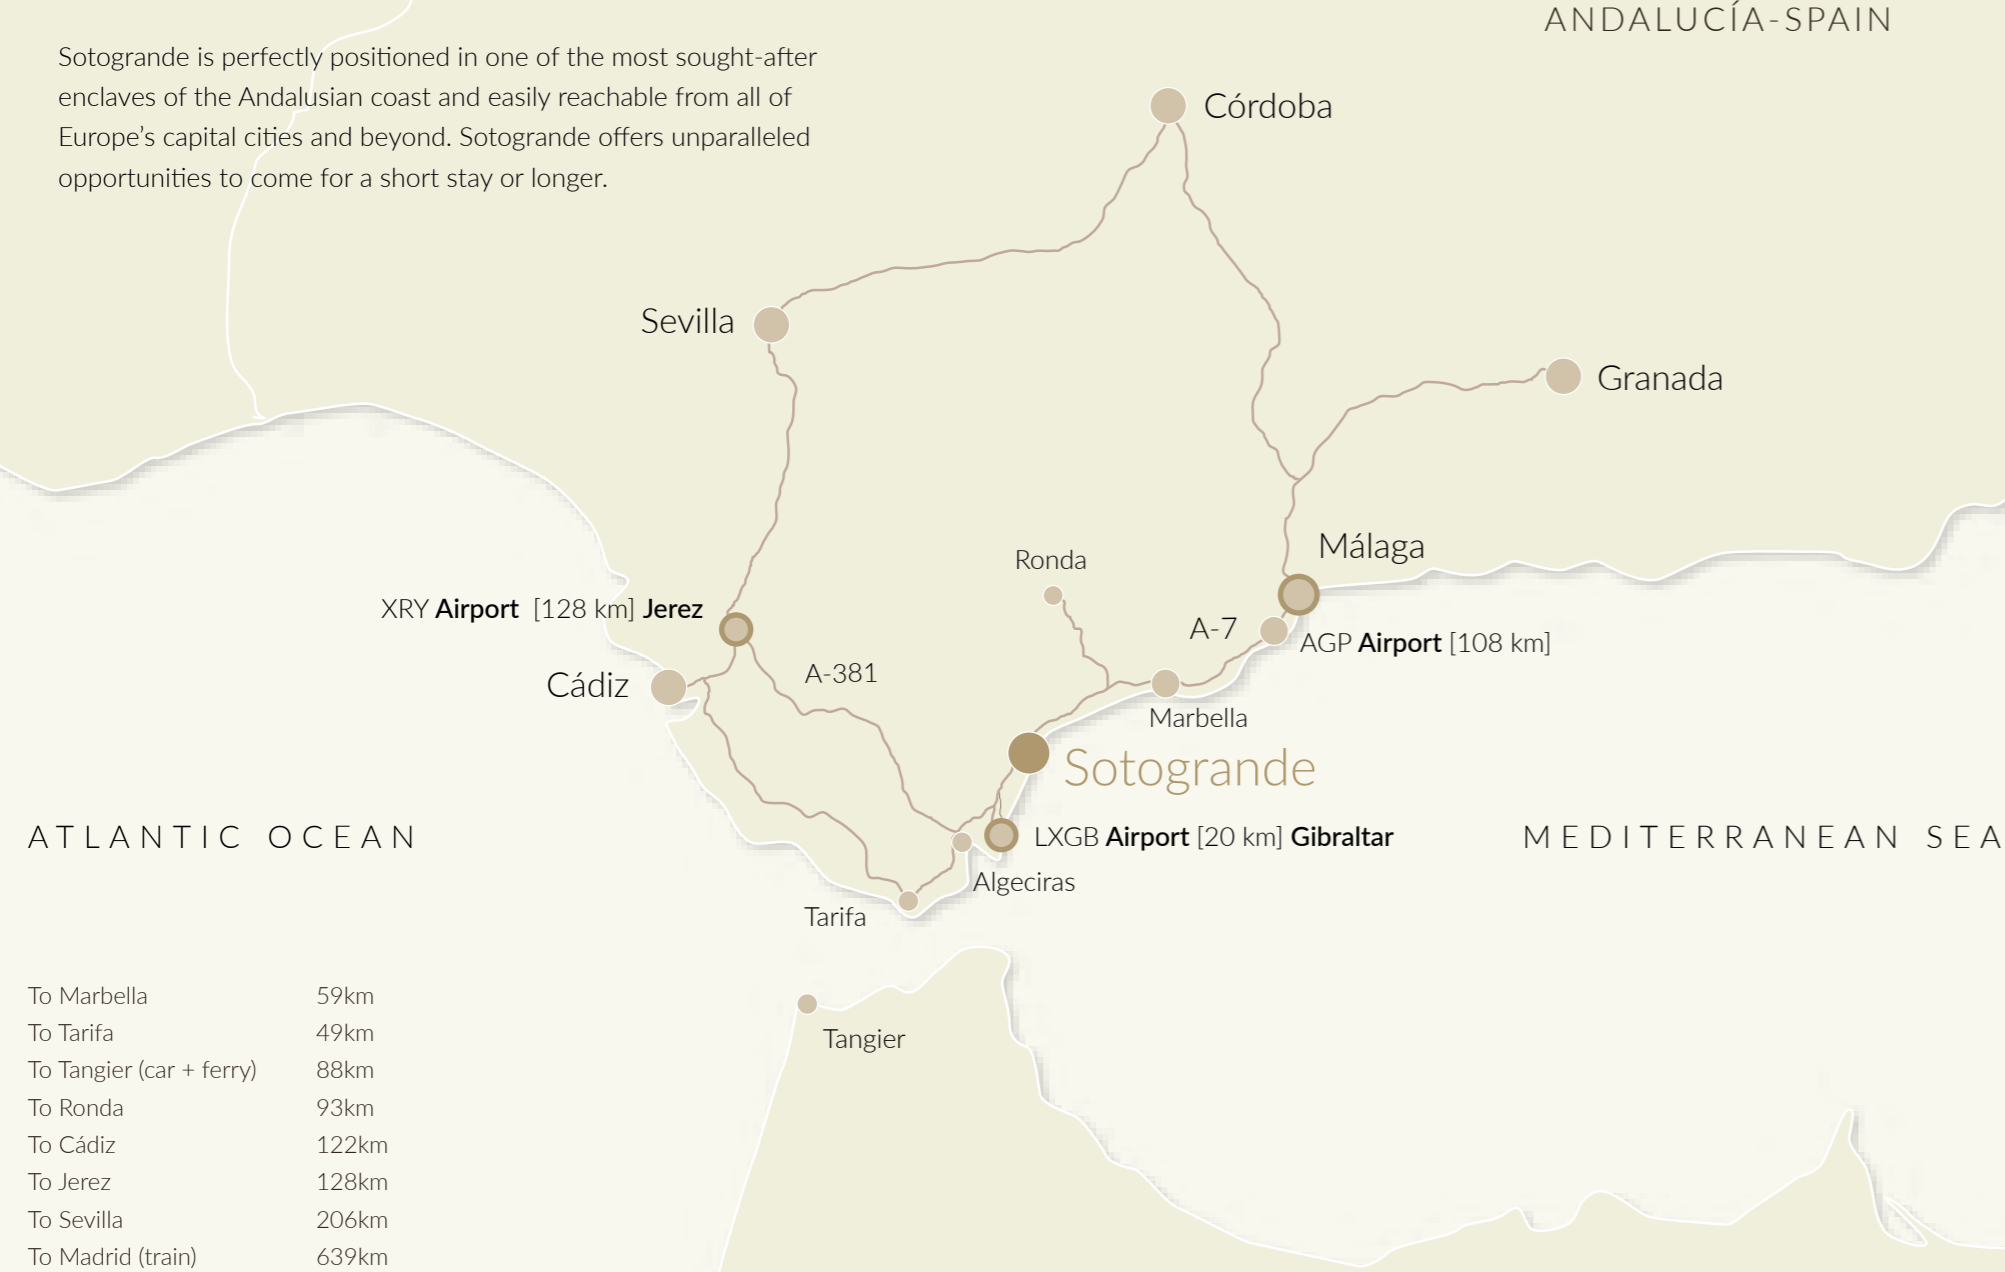 ANDALUCÍA-SPAIN
Sotogrande is perfectly positioned in one of the most sought-after
enclaves of the Andalusian coast and easily reachable from all of
Europe’s capital cities and beyond. Sotogrande offers unparalleled
opportunities to come for a short stay or longer.
Córdoba
Sevilla
Granada
Málaga
Ronda
XRY Airport [128 km] Jerez
A-7
AGP Airport [108 km]
A-381
Cádiz
Marbella
Sotogrande
ATLANTIC OCEAN
LXGB Airport [20 km] Gibraltar
MEDITERRANEAN SEA
Algeciras
Tarifa
Tangier
To Marbella 59km
To Tarifa 49km
To Tangier (car + ferry) 88km
To Ronda 93km
To Cádiz 122km
To Jerez 128km
To Sevilla 206km
To Madrid (train) 639km